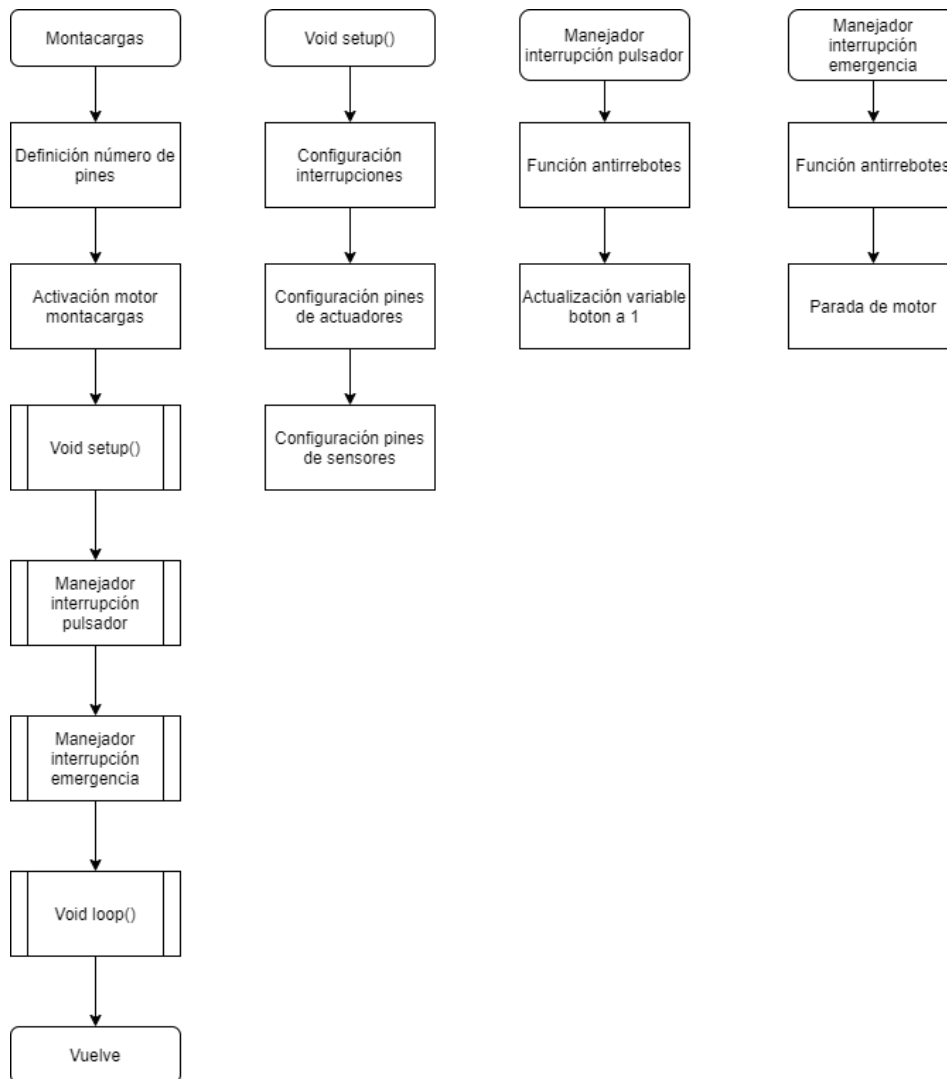 Montacargas
Definición número de
pines
Activación motor
montacargas
Void setup()
Manejador
interrupción
pulsador
Manejador
interrupción
emergencia
Void loop()
Vuelve
Void setup()
Configuración
interrupciones
Configuración pines
de actuadores
Configuración pines
de sensores
Manejador
interrupción pulsador
Función antirrebotes
Actualización variable
boton a 1
Manejador
interrupción
emergencia
Función antirrebotes
Parada de motor